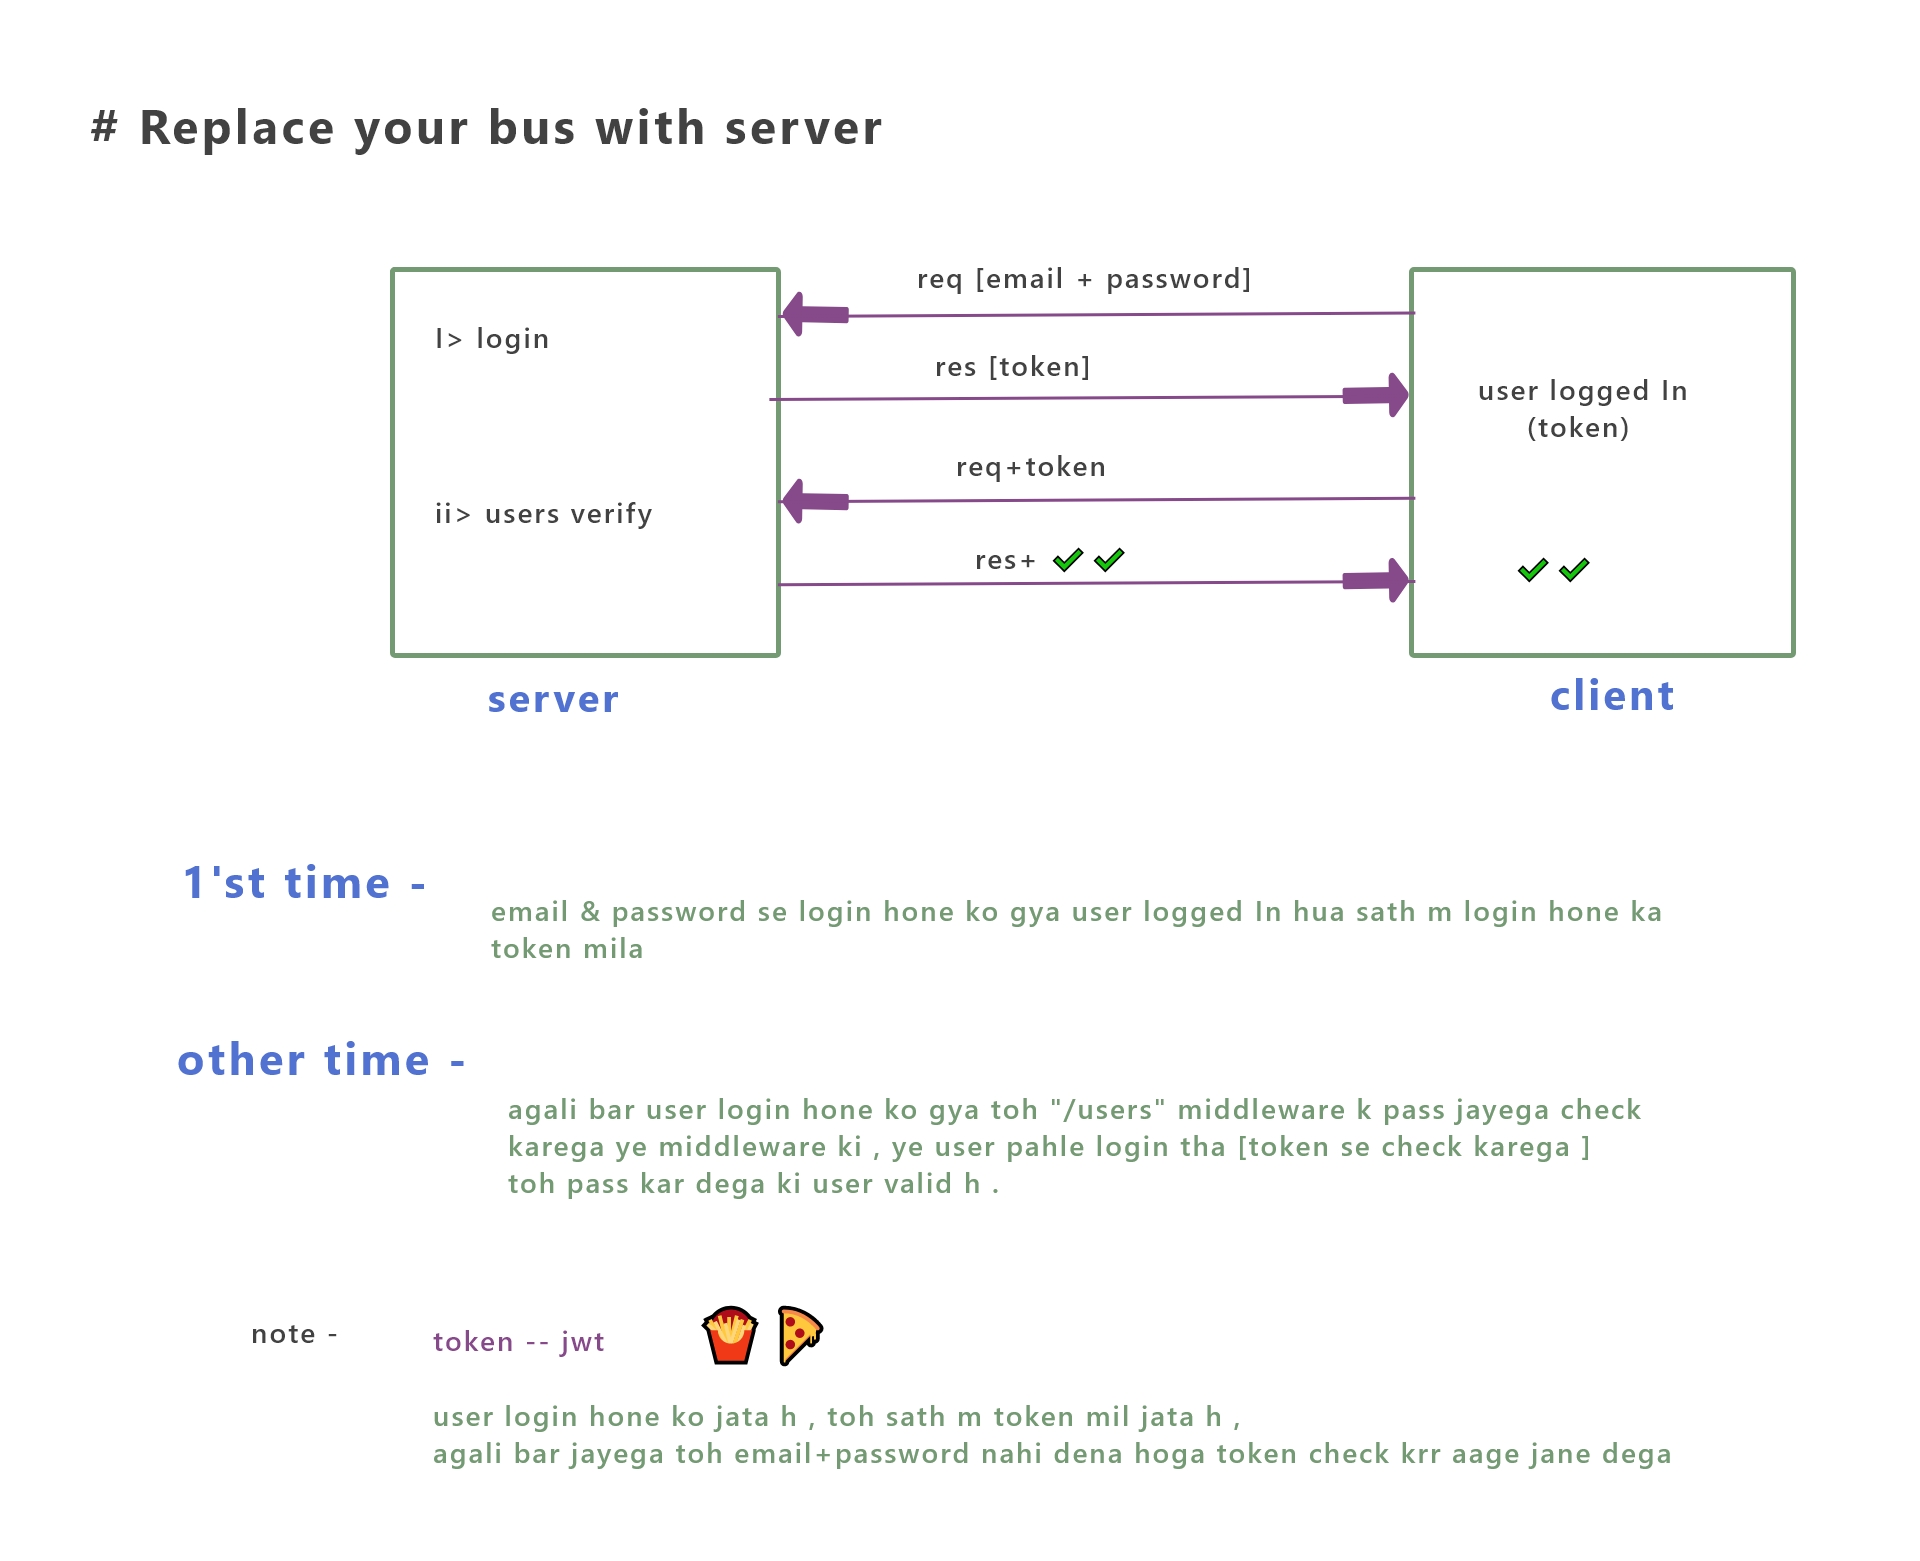 # Replace your bus with server
req [email + password]
I> login
res [token]
user logged In
(token)
req+token
ii> users verify
res+
server
client
1'st time -
email & password se login hone ko gya user logged In hua sath m login hone ka
token mila
other time -
agali bar user login hone ko gya toh "/users" middleware k pass jayega check
karega ye middleware ki , ye user pahle login tha [token se check karega ]
toh pass kar dega ki user valid h .
note -
token -- jwt
user login hone ko jata h , toh sath m token mil jata h ,
agali bar jayega toh email+password nahi dena hoga token check krr aage jane dega